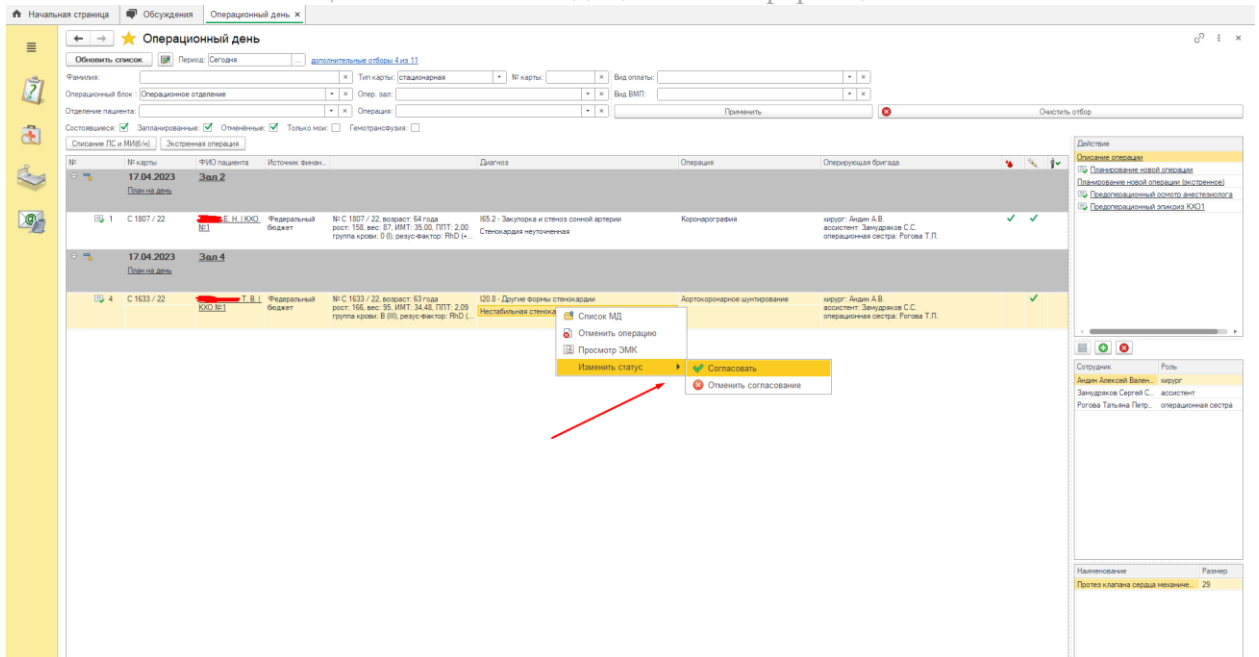 Начальная страница Обсуждения Операционный день ×
Операционный день
Обновить список Период: Сегодня ... дополнительные отборы 4 из 11
Фамилия: × Тип карты: стационарная № карты: × Вид оплаты: ×
Операционный блок : Операционное отделение × Опер. зал: × Вид ВМП: ×
Отделение пациента: × Операция: × Применить Очистить отбор
Состоявшиеся: Запланированные: Отменённые: Только мои: Гемотрансфузия:
Списание ЛС и МИ(б/н) Экстренная операция
Действие
№ № карты ФИО пациента Источник финан... Диагноз Операция Оперирующая бригада
Описание операции
Планирование новой операции
Планирование новой операции (экстренное)
Предоперационный осмотр анестезиолога
Предоперационный эпикриз КХО1
17.04.2023 Зал 2
План на день
1 С 1807 / 22 Е. Н. | КХО №1 Федеральный бюджет
№ С 1807 / 22, возраст: 64 года
рост: 158, вес: 87, ИМТ: 35,00, ППТ: 2,00
группа крови: 0 (I), резус-фактор: RhD (+...
I65.2 - Закупорка и стеноз сонной артерии
Стенокардия неуточненная
Коронарография
хирург: Андин А.В.
ассистент: Замудряков С.С.
операционная сестра: Рогова Т.П.
17.04.2023 Зал 4
План на день
4 С 1633 / 22 Т. В. | КХО №1 Федеральный бюджет
№ С 1633 / 22, возраст: 63 года
рост: 166, вес: 95, ИМТ: 34,48, ППТ: 2,09
группа крови: B (III), резус-фактор: RhD (...
I20.8 - Другие формы стенокардии
Нестабильная
Аортокоронарное шунтирование
хирург: Андин А.В.
ассистент: Замудряков С.С.
операционная сестра: Рогова Т.П.
Список МД
Отменить операцию
Просмотр ЭМК
Изменить статус
Согласовать
Отменить согласование
Сотрудник Роль
Андин Алексей Вален... хирург
Замудряков Сергей С... ассистент
Рогова Татьяна Петр... операционная сестра
Наименование Размер
Протез клапана сердца механиче... 29